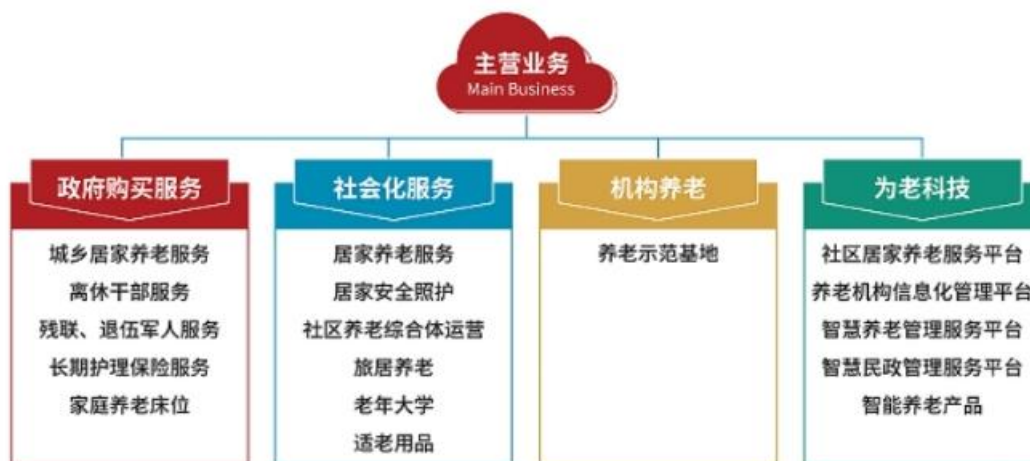 主营业务
Main Business
政府购买服务
城乡居家养老服务
离休干部服务
残联、退伍军人服务
长期护理保险服务
家庭养老床位
社会化服务
居家养老服务
居家安全照护
社区养老综合体运营
旅居养老
老年大学
适老用品
机构养老
养老示范基地
为老科技
社区居家养老服务平台
养老机构信息化管理平台
智慧养老管理服务平台
智慧民政管理服务平台
智能养老产品